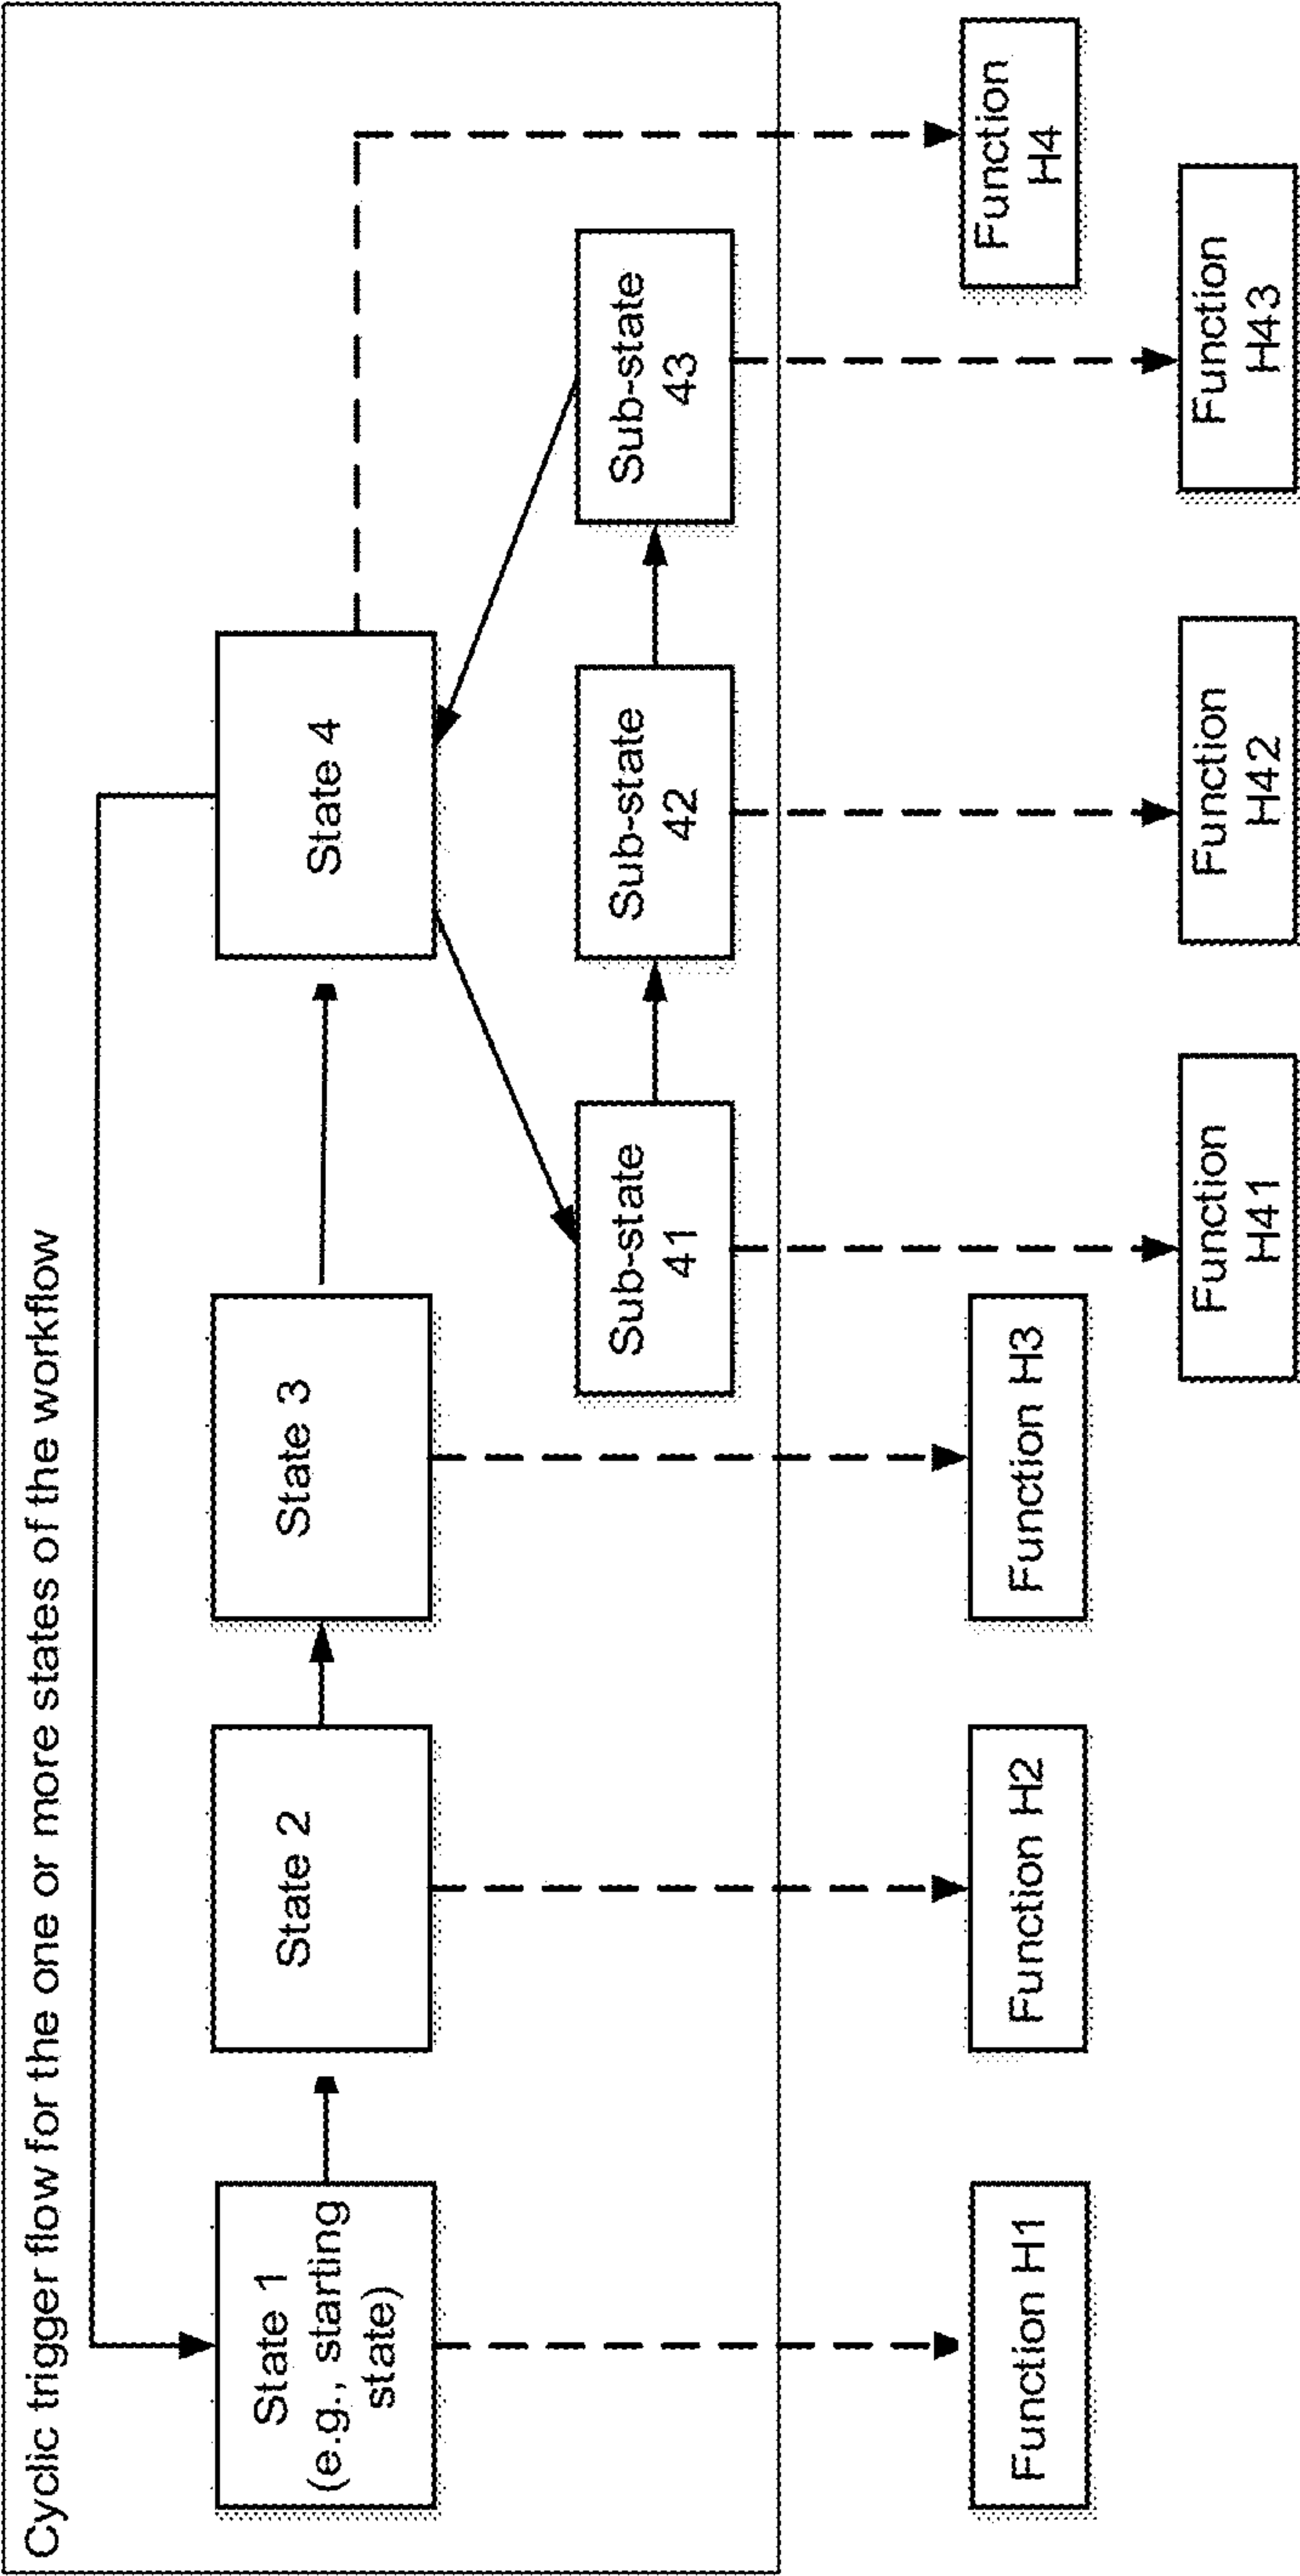 Cyclic trigger flow for the one or more states of the workflow
State 1
(e.g., starting
state)
State 2
State 3
State 4
Sub-state
41
Sub-state
42
Sub-state
43
Function H1
Function H2
Function H3
Function
H4
Function
H41
Function
H42
Function
H43